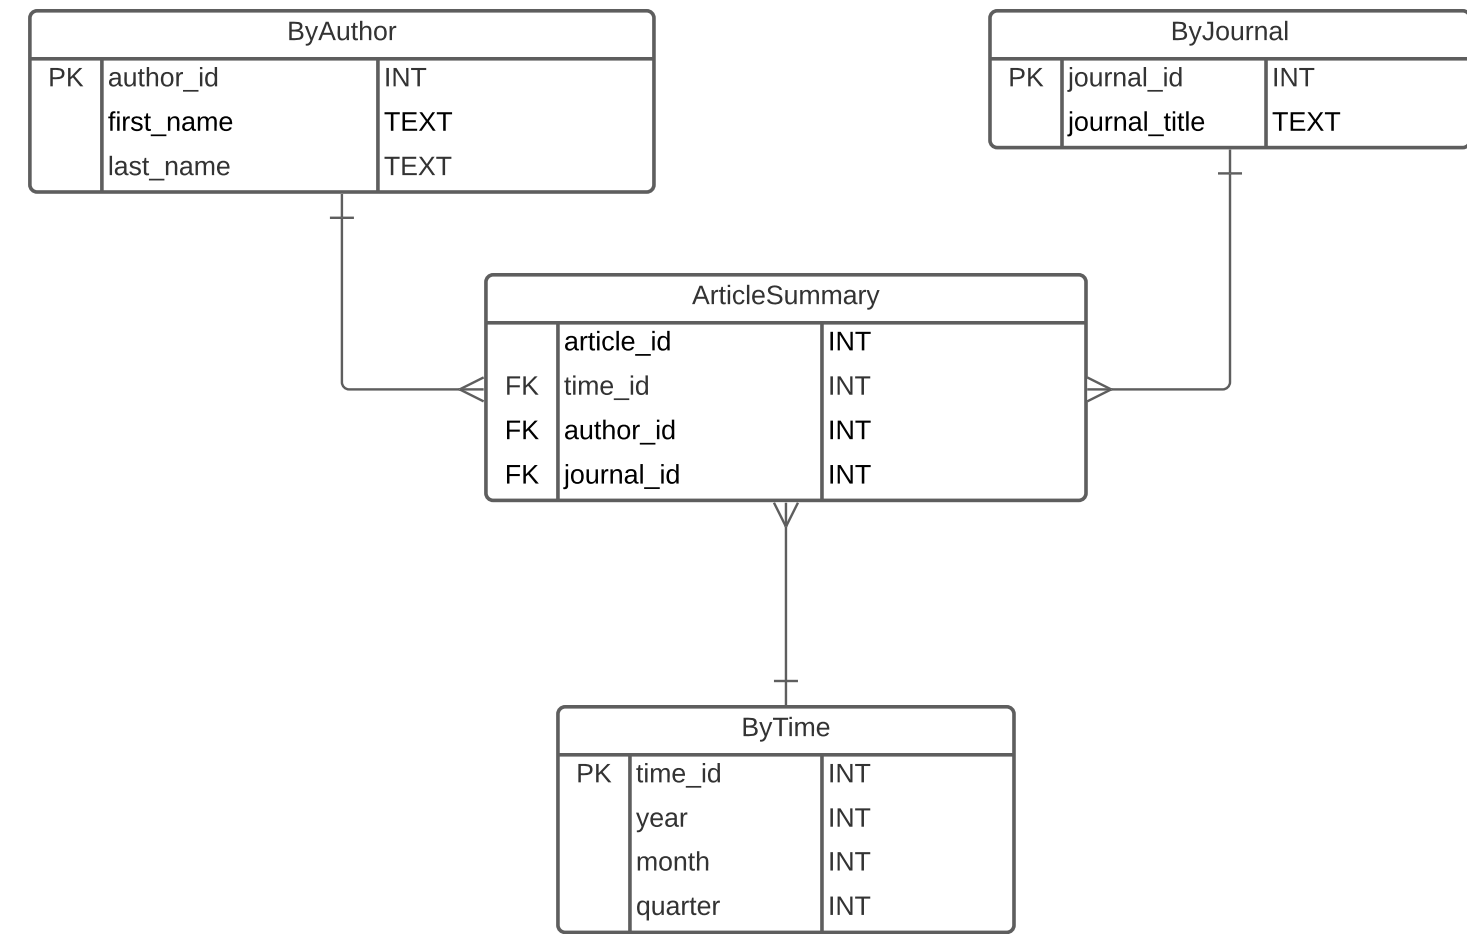 ByAuthor
PK author_id INT
first_name TEXT
last_name TEXT
ByJournal
PK journal_id INT
journal_title TEXT
ArticleSummary
article_id INT
FK time_id INT
FK author_id INT
FK journal_id INT
ByTime
PK time_id INT
year INT
month INT
quarter INT